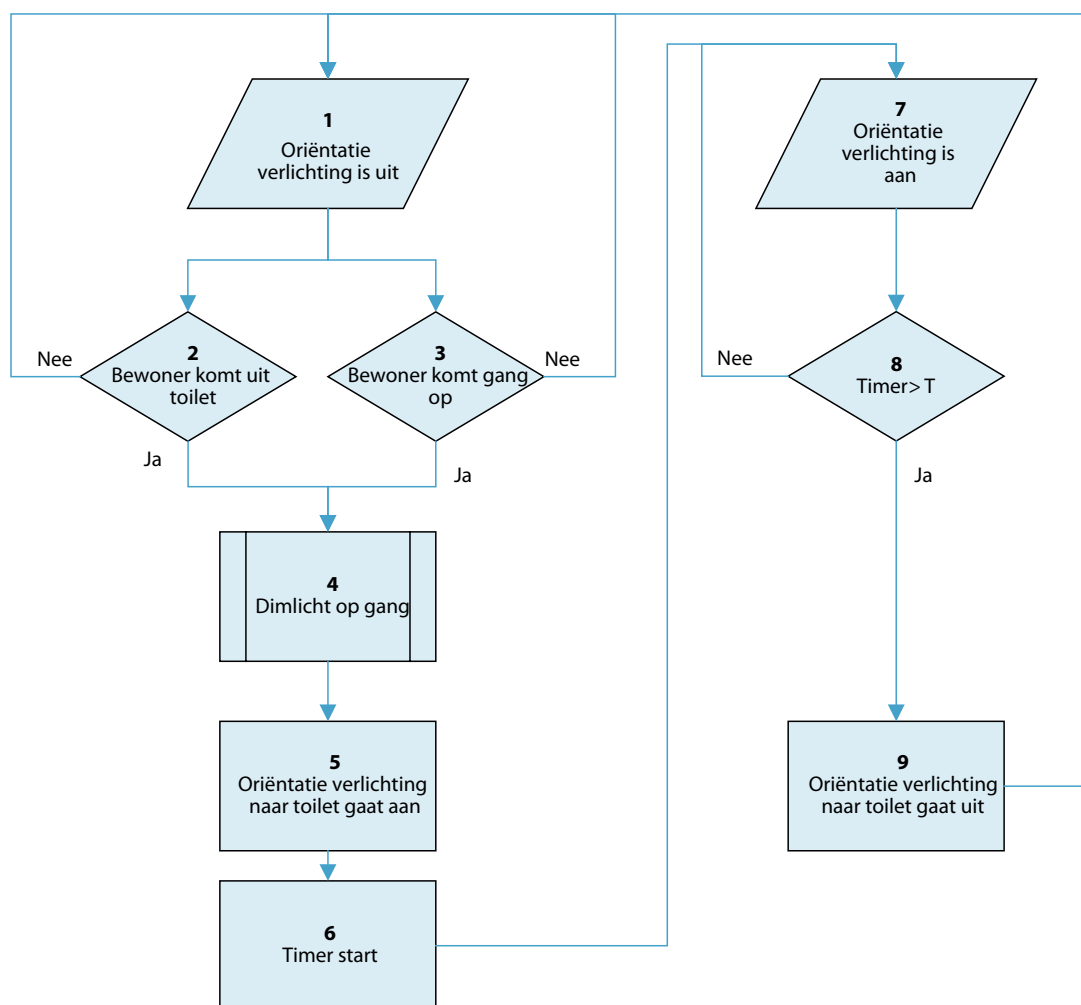 1
Oriëntatie
verlichting is uit
Nee
2
Bewoner komt uit
toilet
Ja
3
Bewoner komt gang
op
Nee
Ja
4
Dimlicht op gang
5
Oriëntatie verlichting
naar toilet gaat aan
6
Timer start
7
Oriëntatie
verlichting is
aan
Nee
8
Timer> T
Ja
9
Oriëntatie verlichting
naar toilet gaat uit